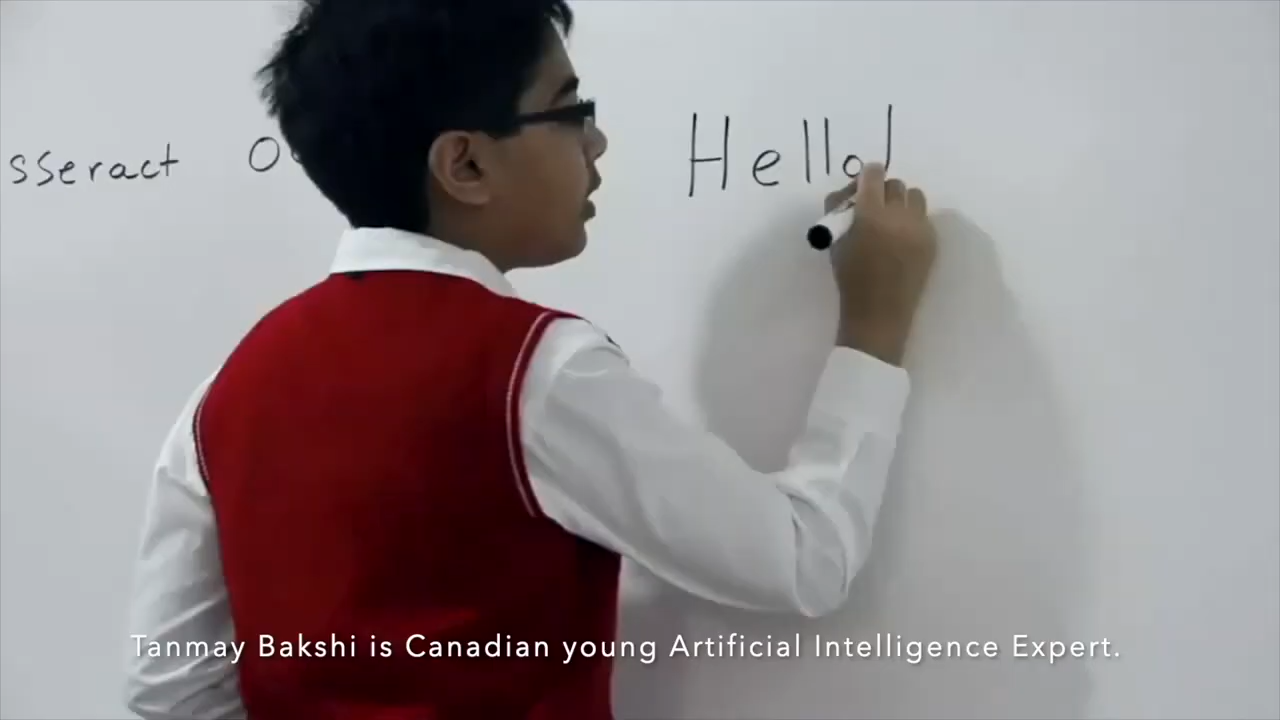 sseract O
Hello!
Tanmay Bakshi is Canadian young Artificial Intelligence Expert.